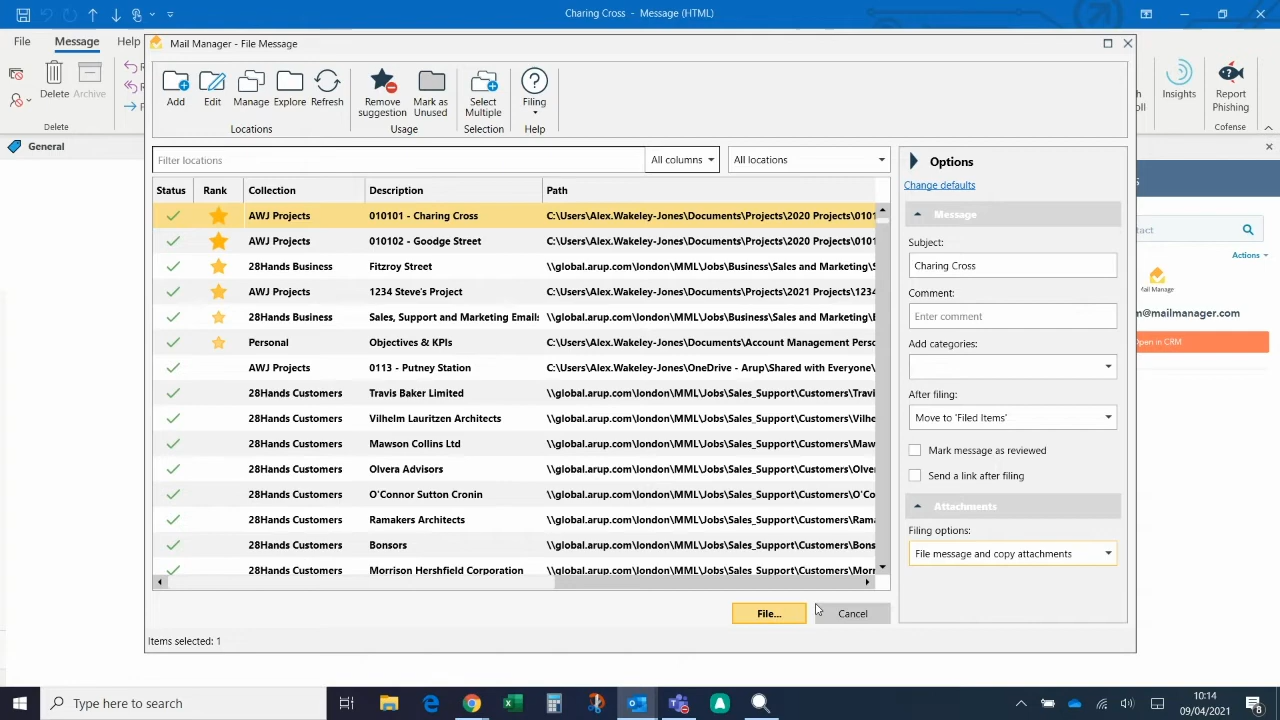 Charing Cross - Message (HTML)
File Message Help
Delete Archive
Delete
General
Insights
Report Phishing
Cofense
Mail Manager - File Message
Add Edit Manage Explore Refresh
Locations
Remove suggestion Mark as Unused
Usage
Select Multiple
Selection
Filing
Help
Filter locations All columns All locations
Status Rank Collection Description Path
AWJ Projects 010101 - Charing Cross C:\Users\Alex.Wakeley-Jones\Documents\Projects\2020 Projects\0101
AWJ Projects 010102 - Goodge Street C:\Users\Alex.Wakeley-Jones\Documents\Projects\2020 Projects\0101
28Hands Business Fitzroy Street \\global.arup.com\london\MML\Jobs\Business\Sales and Marketing\S
AWJ Projects 1234 Steve's Project C:\Users\Alex.Wakeley-Jones\Documents\Projects\2021 Projects\1234
28Hands Business Sales, Support and Marketing Emails \\global.arup.com\london\MML\Jobs\Business\Sales and Marketing\
Personal Objectives & KPIs C:\Users\Alex.Wakeley-Jones\Documents\Account Management Perso
AWJ Projects 0113 - Putney Station C:\Users\Alex.Wakeley-Jones\OneDrive - Arup\Shared with Everyone\
28Hands Customers Travis Baker Limited \\global.arup.com\london\MML\Jobs\Sales_Support\Customers\Travi
28Hands Customers Vilhelm Lauritzen Architects \\global.arup.com\london\MML\Jobs\Sales_Support\Customers\Vilhe
28Hands Customers Mawson Collins Ltd \\global.arup.com\london\MML\Jobs\Sales_Support\Customers\Maw
28Hands Customers Olvera Advisors \\global.arup.com\london\MML\Jobs\Sales_Support\Customers\Olver
28Hands Customers O'Connor Sutton Cronin \\global.arup.com\london\MML\Jobs\Sales_Support\Customers\O'Co
28Hands Customers Ramakers Architects \\global.arup.com\london\MML\Jobs\Sales_Support\Customers\Rama
28Hands Customers Bonsors \\global.arup.com\london\MML\Jobs\Sales_Support\Customers\Bons
28Hands Customers Morrison Hershfield Corporation \\global.arup.com\london\MML\Jobs\Sales_Support\Customers\Morr
File... Cancel
Items selected: 1
Options
Change defaults
Message
Subject:
Charing Cross
Comment:
Enter comment
Add categories:
After filing:
Move to 'Filed Items'
Mark message as reviewed
Send a link after filing
Attachments
Filing options:
File message and copy attachments
tact
Actions
ail Manage
m@mailmanager.com
Open in CRM
Type here to search
10:14
09/04/2021
8